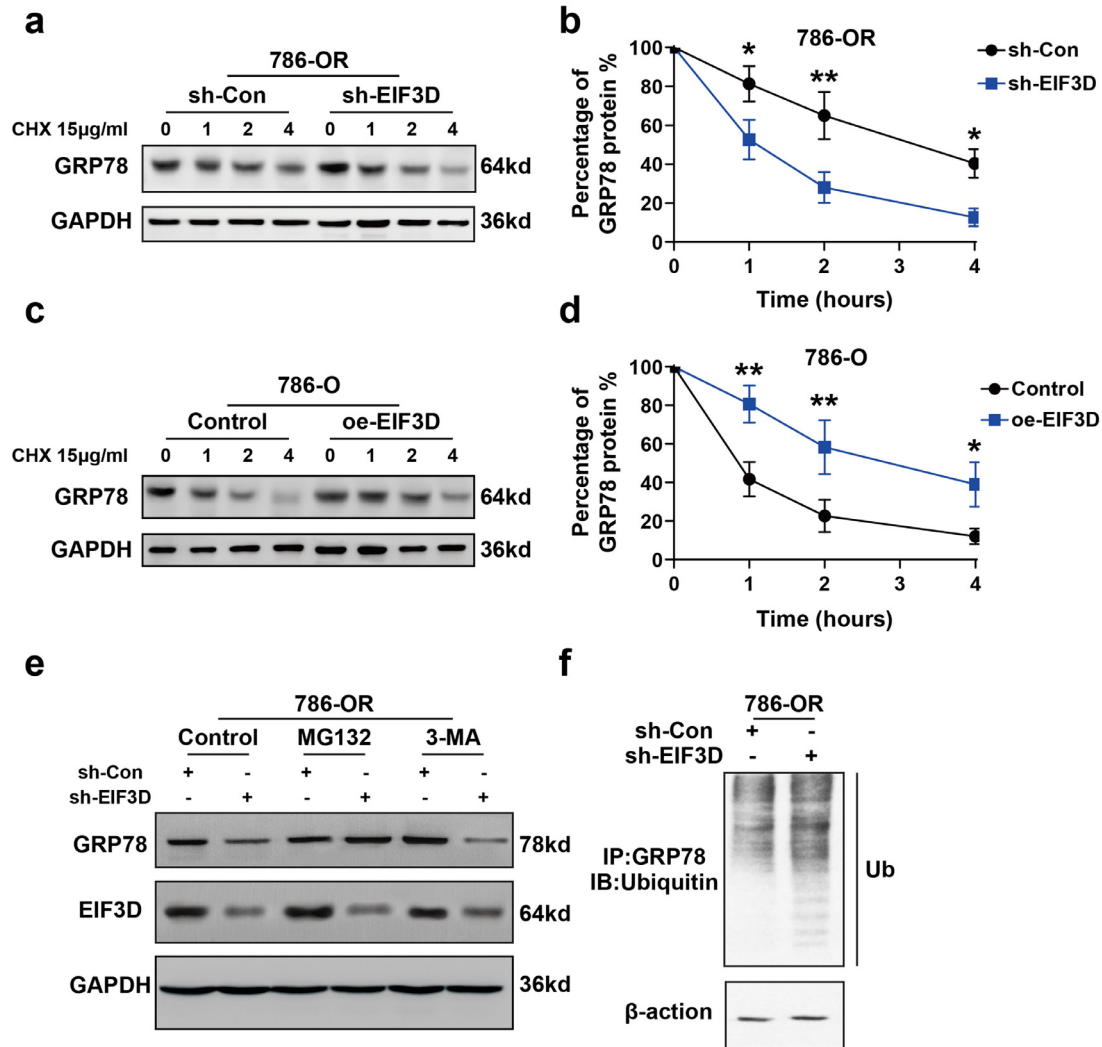 a
786-OR
sh-Con sh-EIF3D
CHX 15μg/ml 0 1 2 4 0 1 2 4
GRP78 64kd
GAPDH 36kd
b
786-OR
sh-Con
sh-EIF3D
Percentage of
GRP78 protein %
100
80
60
40
20
0
* ** *
0 1 2 3 4
Time (hours)
c
786-O
Control oe-EIF3D
CHX 15μg/ml 0 1 2 4 0 1 2 4
GRP78 64kd
GAPDH 36kd
d
786-O
Control
oe-EIF3D
Percentage of
GRP78 protein %
100
80
60
40
20
0
** ** *
0 1 2 3 4
Time (hours)
e
786-OR
Control MG132 3-MA
sh-Con + - + - + -
sh-EIF3D - + - + - +
GRP78 78kd
EIF3D 64kd
GAPDH 36kd
f
786-OR
sh-Con + -
sh-EIF3D - +
IP:GRP78
IB:Ubiquitin
Ub
β-action